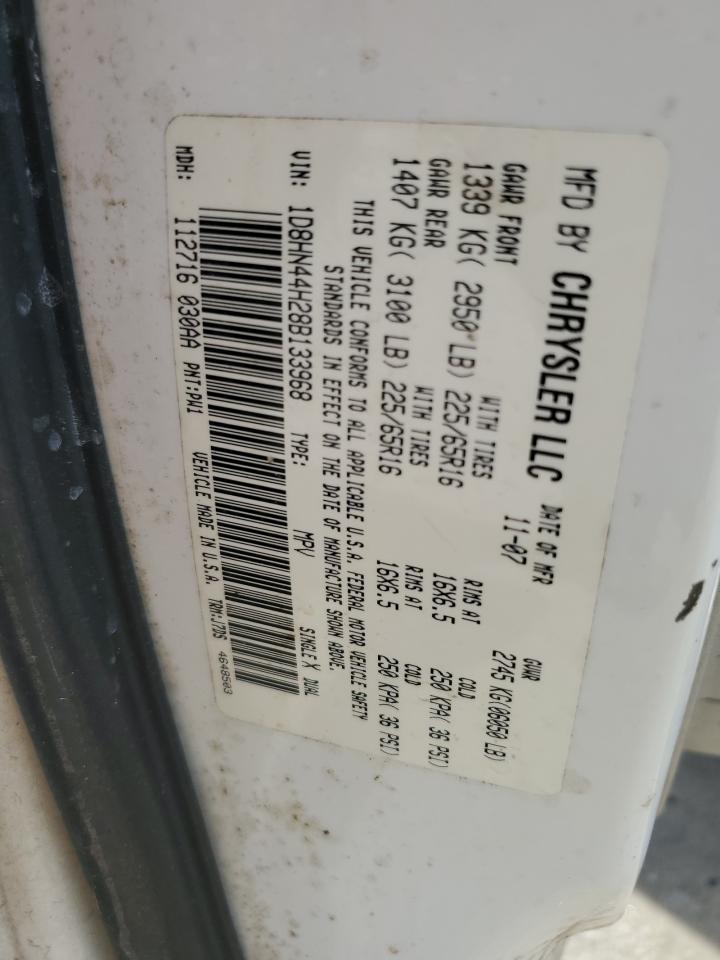 MFD BY CHRYSLER LLC DATE OF MFR 11-07 GVWR 2745 KG(06050 LB)
GAWR FRONT WITH TIRES RIMS AT COLD
1339 KG( 2950 LB) 225/65R16 16X6.5 250 KPA( 36 PSI)
GAWR REAR WITH TIRES RIMS AT COLD
1407 KG( 3100 LB) 225/65R16 16X6.5 250 KPA( 36 PSI)
THIS VEHICLE CONFORMS TO ALL APPLICABLE U.S.A. FEDERAL MOTOR VEHICLE SAFETY
STANDARDS IN EFFECT ON THE DATE OF MANUFACTURE SHOWN ABOVE.
VIN: 1D8HN44H28B133968 TYPE: MPV SINGLE X DUAL
MDH: 112716 030AA PNT:PW1 VEHICLE MADE IN U.S.A. TRM:J7DS 4648503